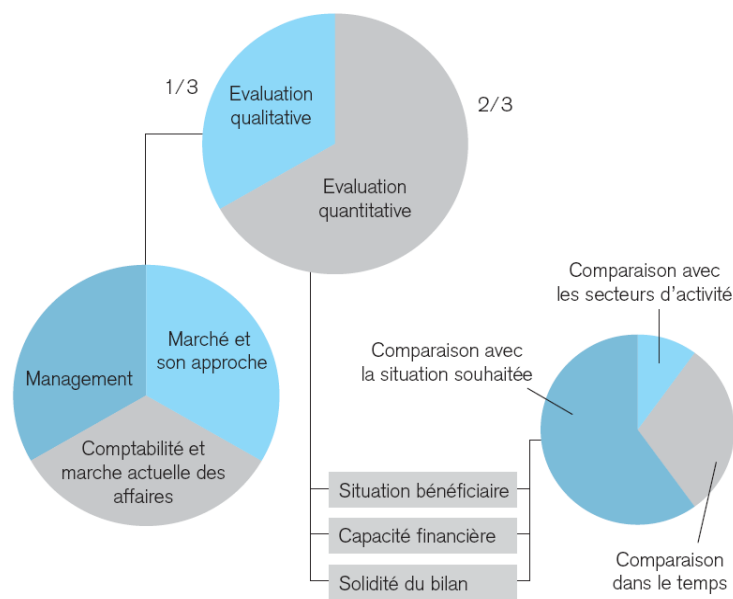 1/3
Evaluation
qualitative
2/3
Evaluation
quantitative
Management
Marché et
son approche
Comptabilité et
marche actuelle des
affaires
Comparaison avec
les secteurs d'activité
Comparaison avec
la situation souhaitée
Situation bénéficiaire
Capacité financière
Solidité du bilan
Comparaison
dans le temps